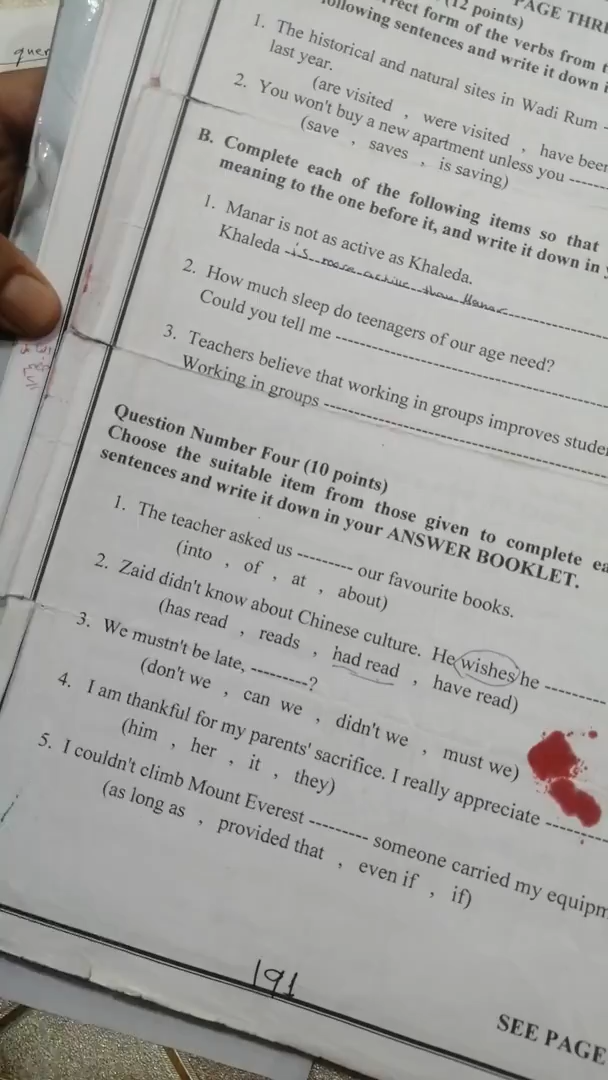 quer
PAGE THRE
(12 points)
rrect form of the verbs from t
following sentences and write it down i
1. The historical and natural sites in Wadi Rum -
last year.
(are visited , were visited , have been
2. You won't buy a new apartment unless you -------
(save , saves , is saving)
B. Complete each of the following items so that
meaning to the one before it, and write it down in
1. Manar is not as active as Khaleda.
Khaleda is more active than Manar
2. How much sleep do teenagers of our age need?
Could you tell me --------
3. Teachers believe that working in groups improves stude
Working in groups --------
Question Number Four (10 points)
Choose the suitable item from those given to complete ea
sentences and write it down in your ANSWER BOOKLET.
1. The teacher asked us -------- our favourite books.
(into , of , at , about)
2. Zaid didn't know about Chinese culture. He wishes he --------
(has read , reads , had read , have read)
3. We mustn't be late, --------?
(don't we , can we , didn't we , must we)
4. I am thankful for my parents' sacrifice. I really appreciate --------
(him , her , it , they)
5. I couldn't climb Mount Everest -------- someone carried my equipm
(as long as , provided that , even if , if)
191
SEE PAGE